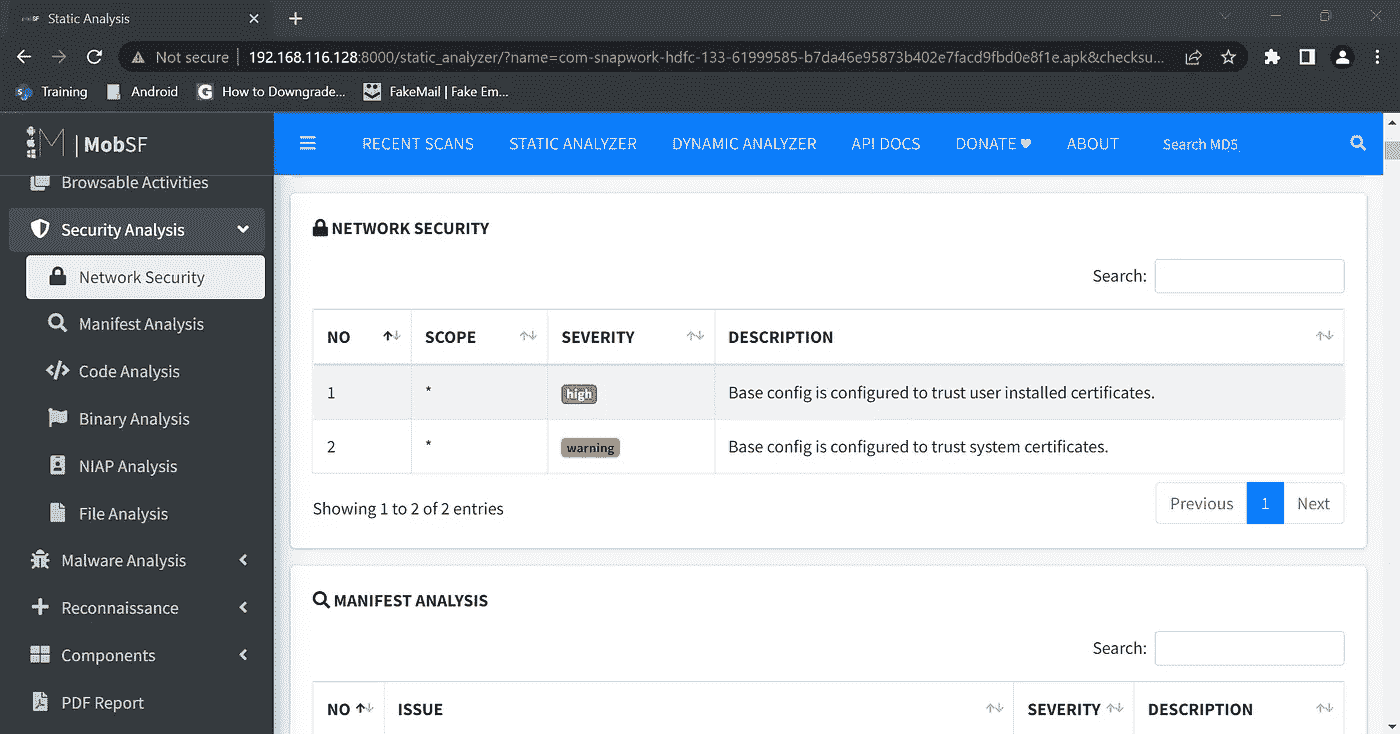 Static Analysis
Not secure
192.168.116.128:8000/static_analyzer/?name=com-snapwork-hdfc-133-61999585-b7da46e95873b402e7facd9fbd0e8f1e.apk&checksu...
Training
Android
How to Downgrade...
FakeMail | Fake Em...
M | MobSF
RECENT SCANS
STATIC ANALYZER
DYNAMIC ANALYZER
API DOCS
DONATE ♥
ABOUT
Search MD5
Browsable Activities
Security Analysis
Network Security
Manifest Analysis
Code Analysis
Binary Analysis
NIAP Analysis
File Analysis
Malware Analysis
Reconnaissance
Components
PDF Report
NETWORK SECURITY
Search:
NO SCOPE SEVERITY DESCRIPTION
1 * high Base config is configured to trust user installed certificates.
2 * warning Base config is configured to trust system certificates.
Showing 1 to 2 of 2 entries
Previous 1 Next
MANIFEST ANALYSIS
Search:
NO ISSUE SEVERITY DESCRIPTION